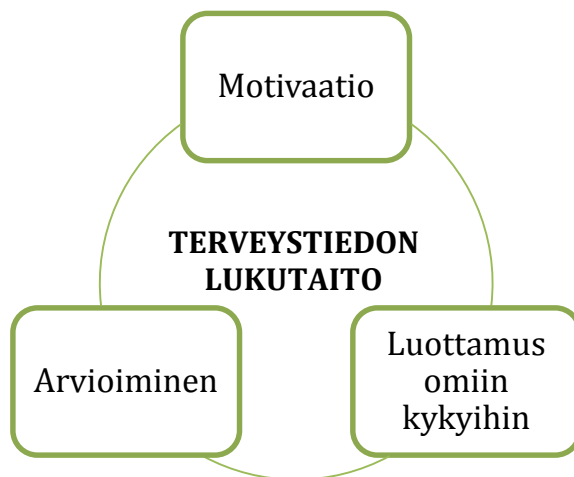 Motivaatio
TERVEYSTIEDON
LUKUTAITO
Arvioiminen
Luottamus
omiin
kykyihin